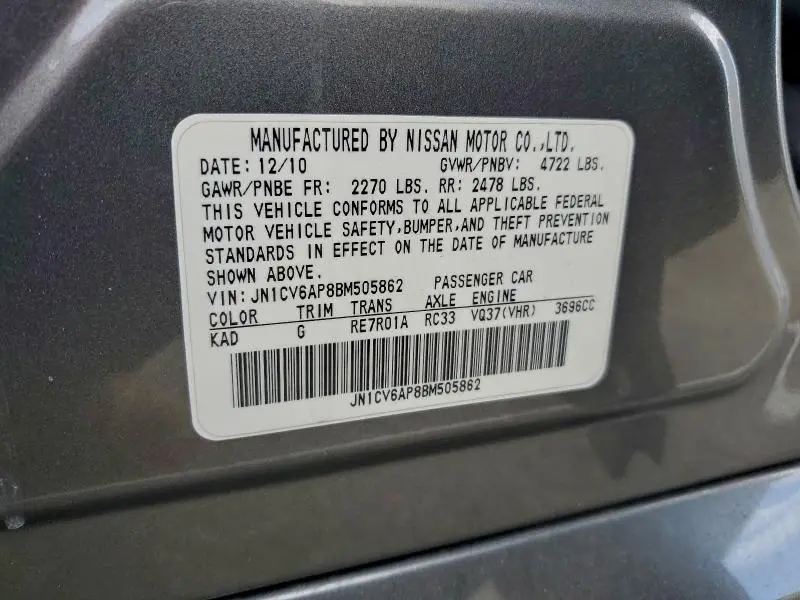 MANUFACTURED BY NISSAN MOTOR CO.,LTD.
DATE: 12/10 GVWR/PNBV: 4722 LBS.
GAWR/PNBE FR: 2270 LBS. RR: 2478 LBS.
THIS VEHICLE CONFORMS TO ALL APPLICABLE FEDERAL
MOTOR VEHICLE SAFETY,BUMPER,AND THEFT PREVENTION
STANDARDS IN EFFECT ON THE DATE OF MANUFACTURE
SHOWN ABOVE.
VIN: JN1CV6AP8BM505862 PASSENGER CAR
COLOR TRIM TRANS AXLE ENGINE
KAD G RE7R01A RC33 VQ37(VHR) 3696CC
JN1CV6AP8BM505862